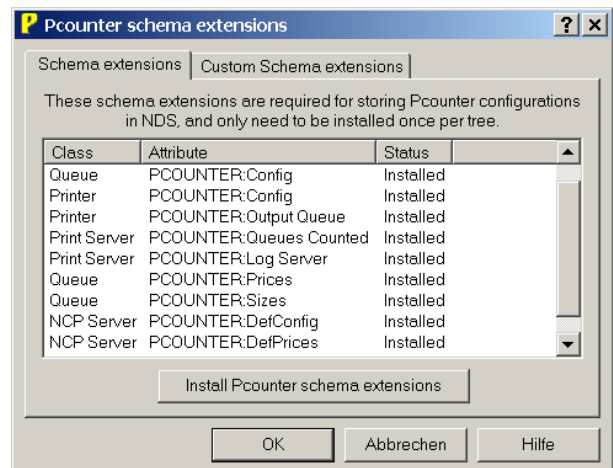 Pcounter schema extensions
Schema extensions Custom Schema extensions
These schema extensions are required for storing Pcounter configurations
in NDS, and only need to be installed once per tree.
Class Attribute Status
Queue PCOUNTER:Config Installed
Printer PCOUNTER:Config Installed
Printer PCOUNTER:Output Queue Installed
Print Server PCOUNTER:Queues Counted Installed
Print Server PCOUNTER:Log Server Installed
Queue PCOUNTER:Prices Installed
Queue PCOUNTER:Sizes Installed
NCP Server PCOUNTER:DefConfig Installed
NCP Server PCOUNTER:DefPrices Installed
Install Pcounter schema extensions
OK Abbrechen Hilfe